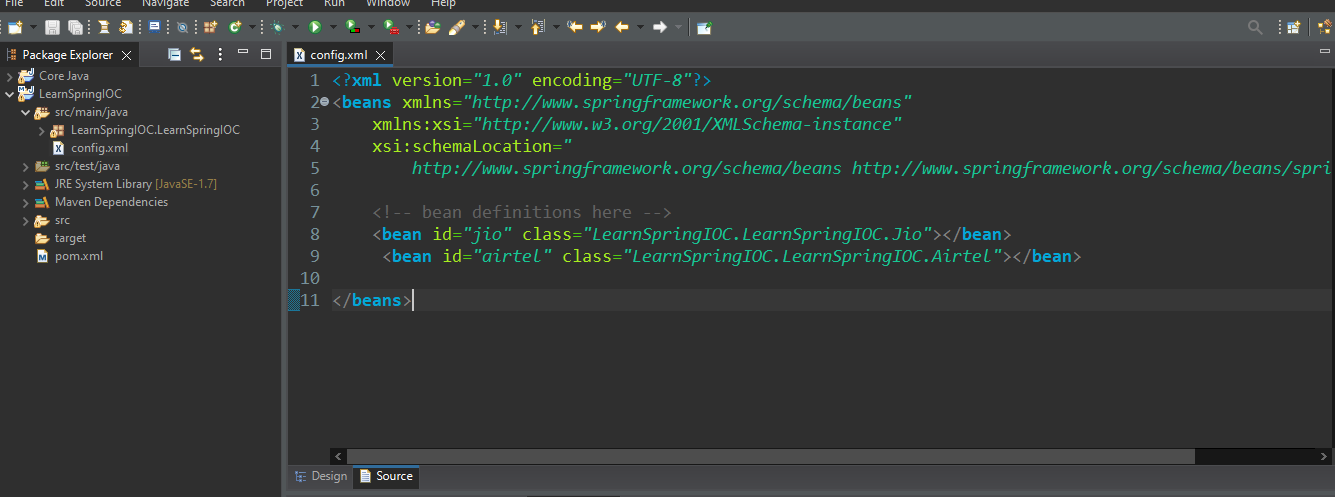 File Edit Source Navigate Search Project Run Window Help
Package Explorer
Core Java
LearnSpringIOC
src/main/java
LearnSpringIOC.LearnSpringIOC
config.xml
src/test/java
JRE System Library [JavaSE-1.7]
Maven Dependencies
src
target
pom.xml
config.xml
1 <?xml version="1.0" encoding="UTF-8"?>
2 <beans xmlns="http://www.springframework.org/schema/beans"
3 xmlns:xsi="http://www.w3.org/2001/XMLSchema-instance"
4 xsi:schemaLocation="
5 http://www.springframework.org/schema/beans http://www.springframework.org/schema/beans/spri
6
7 <!-- bean definitions here -->
8 <bean id="jio" class="LearnSpringIOC.LearnSpringIOC.Jio"></bean>
9 <bean id="airtel" class="LearnSpringIOC.LearnSpringIOC.Airtel"></bean>
10
11 </beans>
Design Source